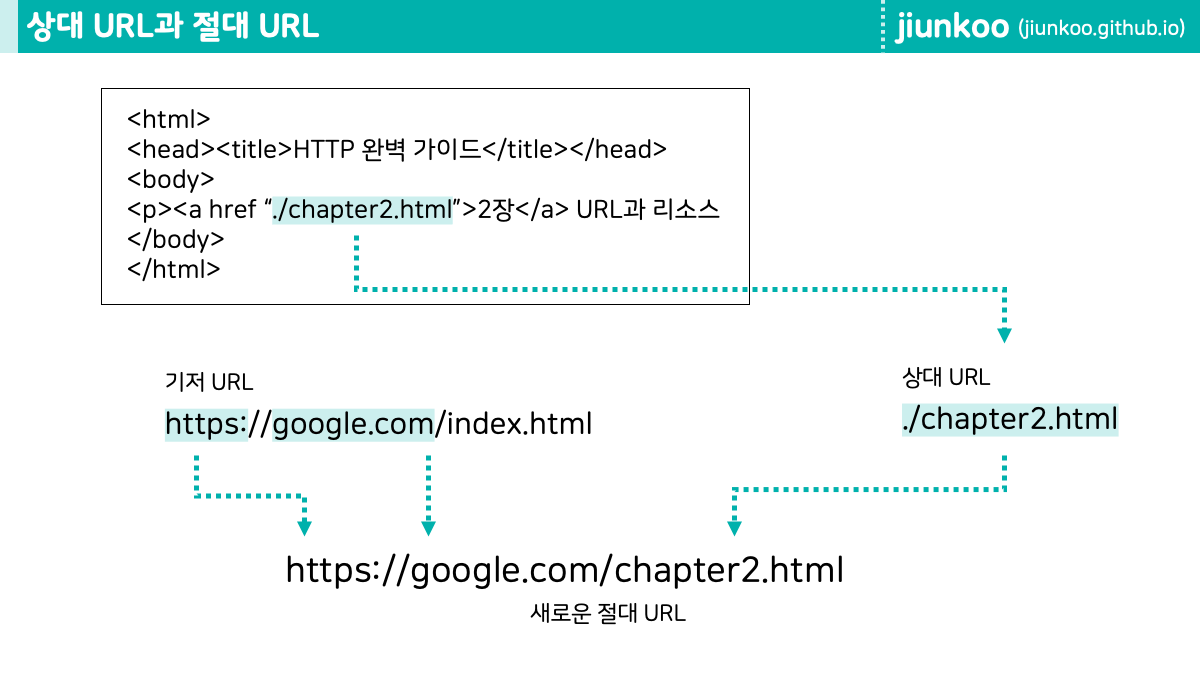 상대 URL과 절대 URL
jiunkoo (jiunkoo.github.io)
<html>
<head><title>HTTP 완벽 가이드</title></head>
<body>
<p><a href “./chapter2.html”>2장</a> URL과 리소스
</body>
</html>
기저 URL
https://google.com/index.html
상대 URL
./chapter2.html
https://google.com/chapter2.html
새로운 절대 URL